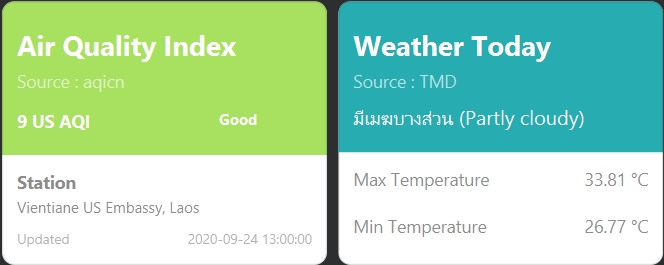 Air Quality Index
Source : aqicn
9 US AQI Good
Station
Vientiane US Embassy, Laos
Updated 2020-09-24 13:00:00
Weather Today
Source : TMD
มีเมฆบางส่วน (Partly cloudy)
Max Temperature 33.81 °C
Min Temperature 26.77 °C